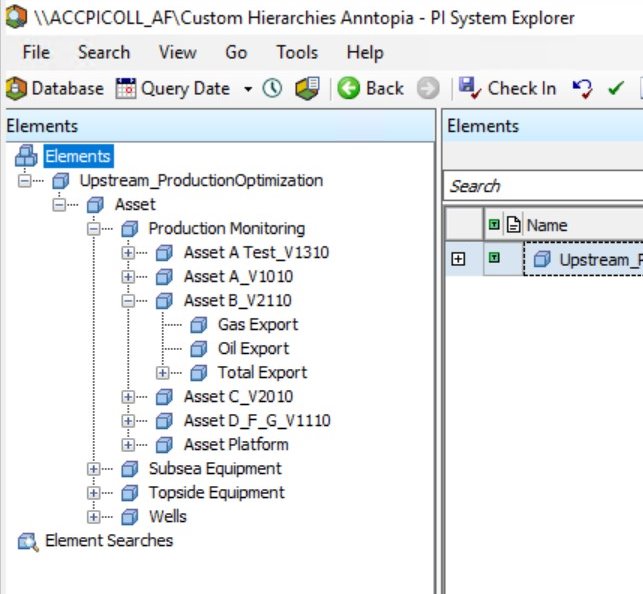 \\ACCPICOLL_AF\Custom Hierarchies Anntopia - PI System Explorer
File Search View Go Tools Help
Database Query Date Back Check In
Elements
Elements
Upstream_ProductionOptimization
Asset
Production Monitoring
Asset A Test_V1310
Asset A_V1010
Asset B_V2110
Gas Export
Oil Export
Total Export
Asset C_V2010
Asset D_F_G_V1110
Asset Platform
Subsea Equipment
Topside Equipment
Wells
Element Searches
Elements
Search
Name
Upstream_P